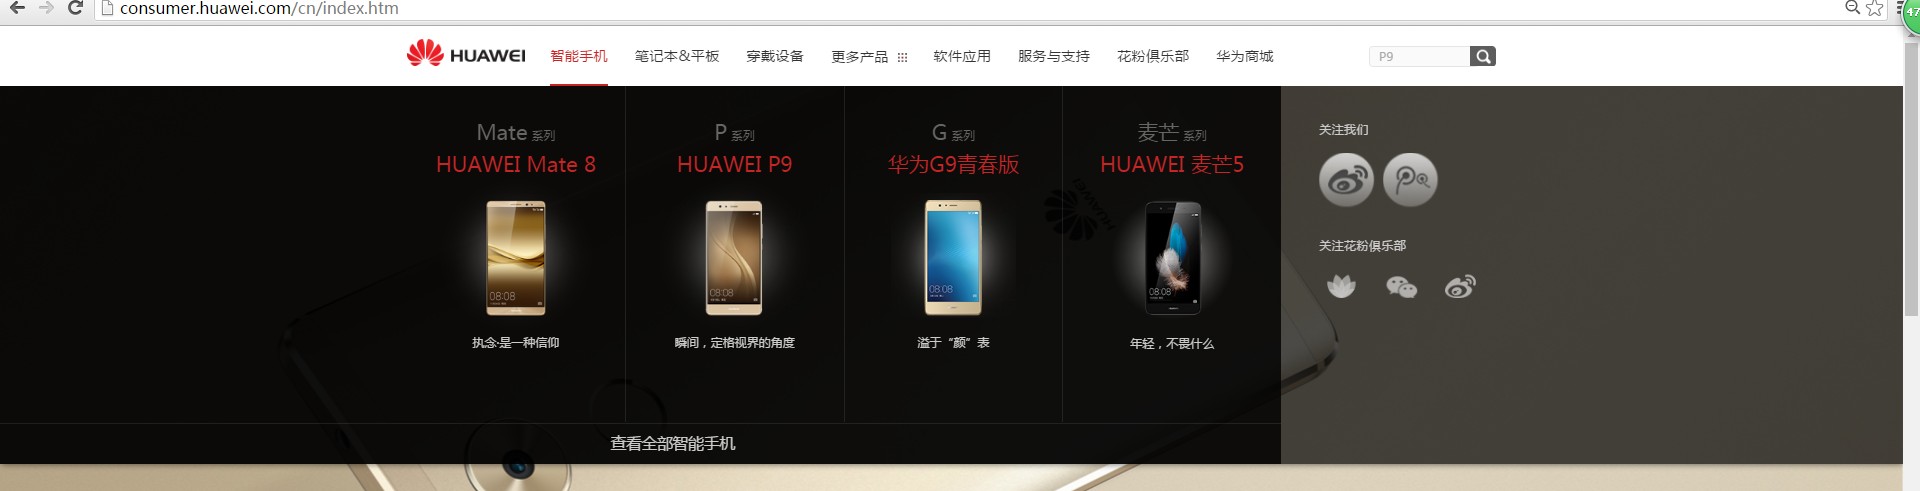 consumer.huawei.com/cn/index.htm
47
HUAWEI 智能手机 笔记本&平板 穿戴设备 更多产品 软件应用 服务与支持 花粉俱乐部 华为商城 P9
Mate 系列 P 系列 G 系列 麦芒 系列 关注我们
HUAWEI Mate 8 HUAWEI P9 华为G9青春版 HUAWEI 麦芒5
HUAWEI
关注花粉俱乐部
08:08 08:08 08:08 08:08
执念·是一种信仰 瞬间，定格视界的角度 溢于“颜”表 年轻，不畏什么
查看全部智能手机